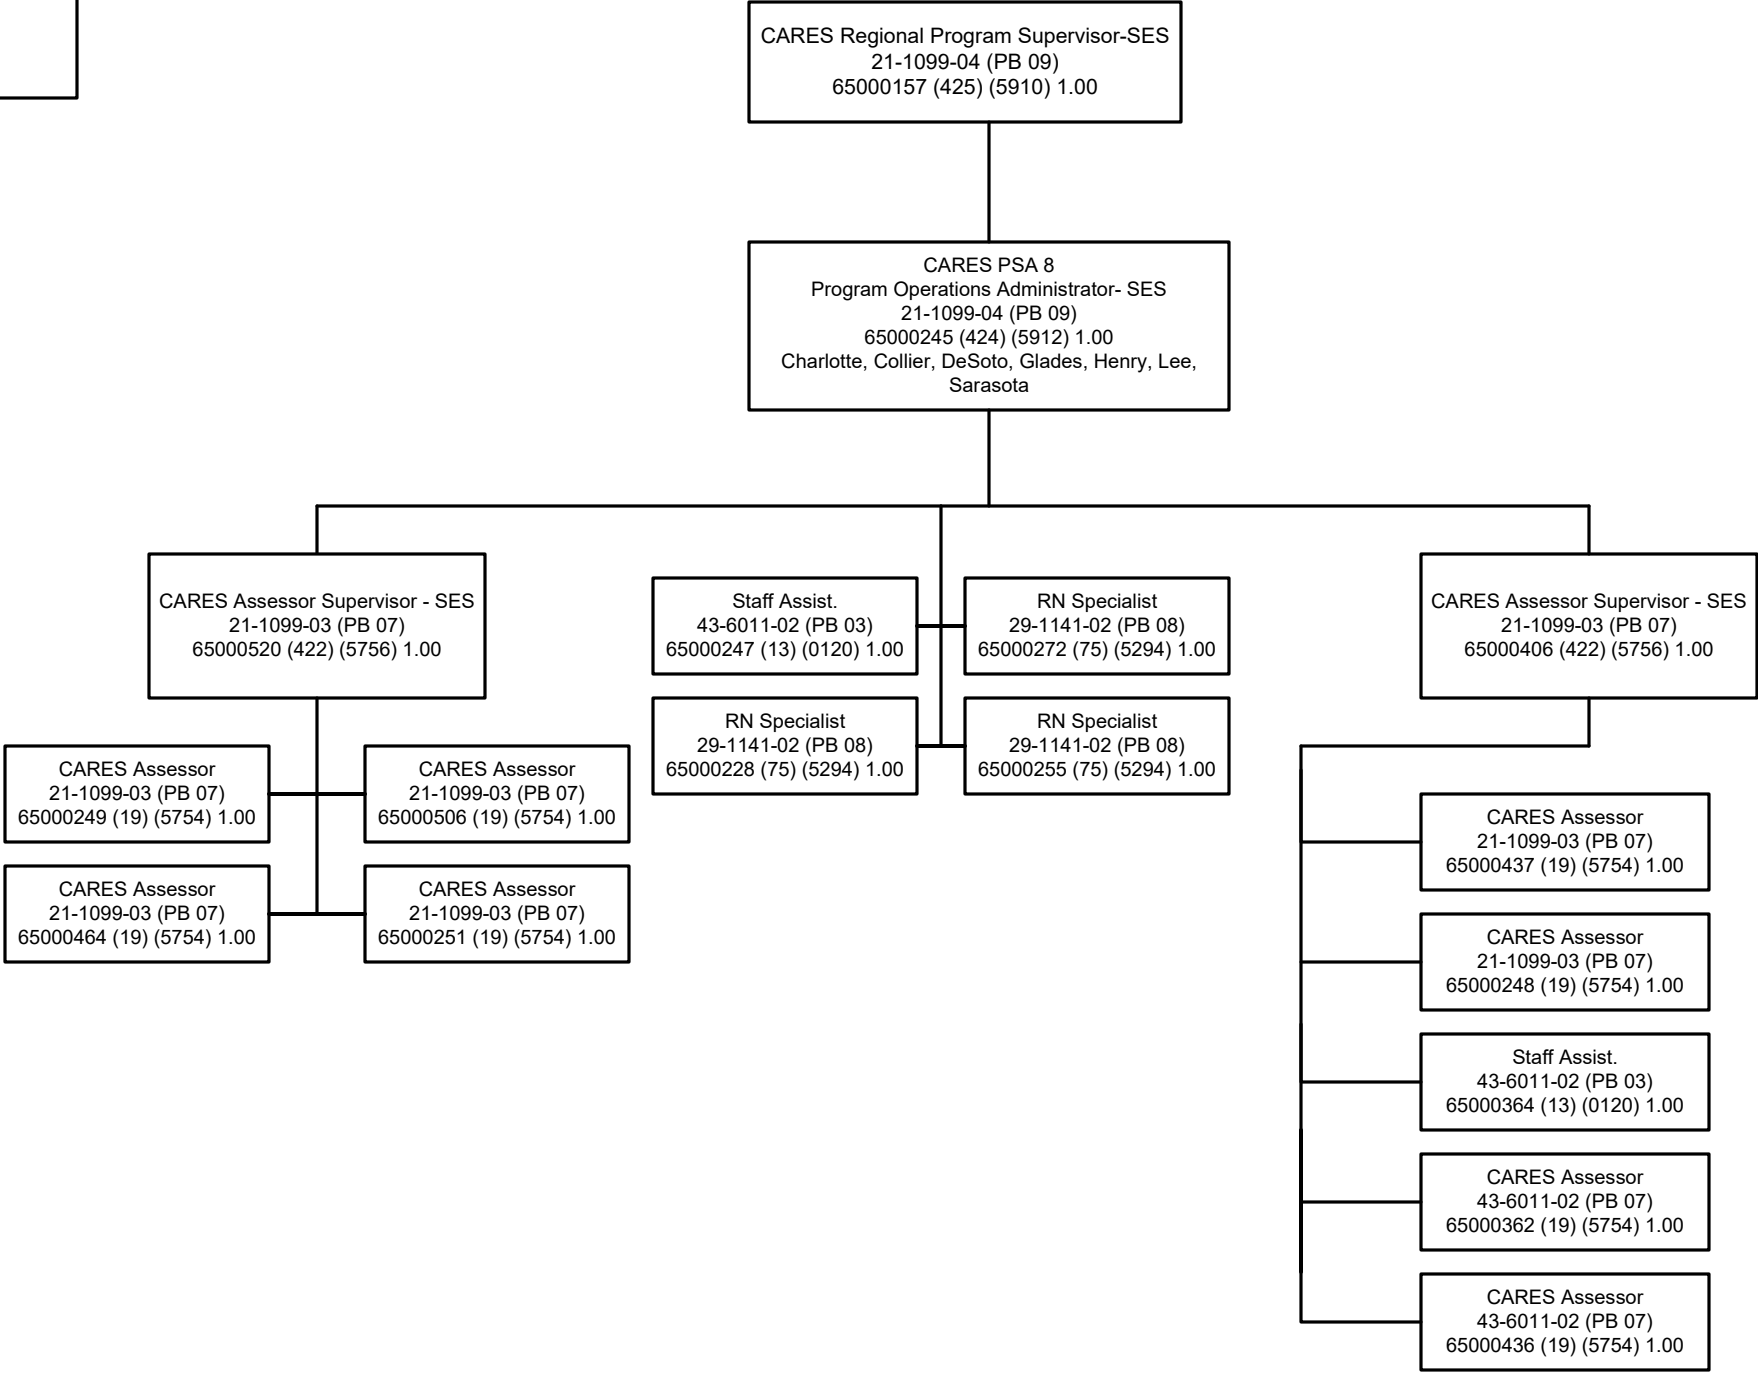 CARES Regional Program Supervisor-SES
21-1099-04 (PB 09)
65000157 (425) (5910) 1.00
CARES PSA 8
Program Operations Administrator- SES
21-1099-04 (PB 09)
65000245 (424) (5912) 1.00
Charlotte, Collier, DeSoto, Glades, Henry, Lee,
Sarasota
CARES Assessor Supervisor - SES
21-1099-03 (PB 07)
65000520 (422) (5756) 1.00
CARES Assessor
21-1099-03 (PB 07)
65000249 (19) (5754) 1.00
CARES Assessor
21-1099-03 (PB 07)
65000506 (19) (5754) 1.00
CARES Assessor
21-1099-03 (PB 07)
65000464 (19) (5754) 1.00
CARES Assessor
21-1099-03 (PB 07)
65000251 (19) (5754) 1.00
Staff Assist.
43-6011-02 (PB 03)
65000247 (13) (0120) 1.00
RN Specialist
29-1141-02 (PB 08)
65000272 (75) (5294) 1.00
RN Specialist
29-1141-02 (PB 08)
65000228 (75) (5294) 1.00
RN Specialist
29-1141-02 (PB 08)
65000255 (75) (5294) 1.00
CARES Assessor Supervisor - SES
21-1099-03 (PB 07)
65000406 (422) (5756) 1.00
CARES Assessor
21-1099-03 (PB 07)
65000437 (19) (5754) 1.00
CARES Assessor
21-1099-03 (PB 07)
65000248 (19) (5754) 1.00
Staff Assist.
43-6011-02 (PB 03)
65000364 (13) (0120) 1.00
CARES Assessor
43-6011-02 (PB 07)
65000362 (19) (5754) 1.00
CARES Assessor
43-6011-02 (PB 07)
65000436 (19) (5754) 1.00